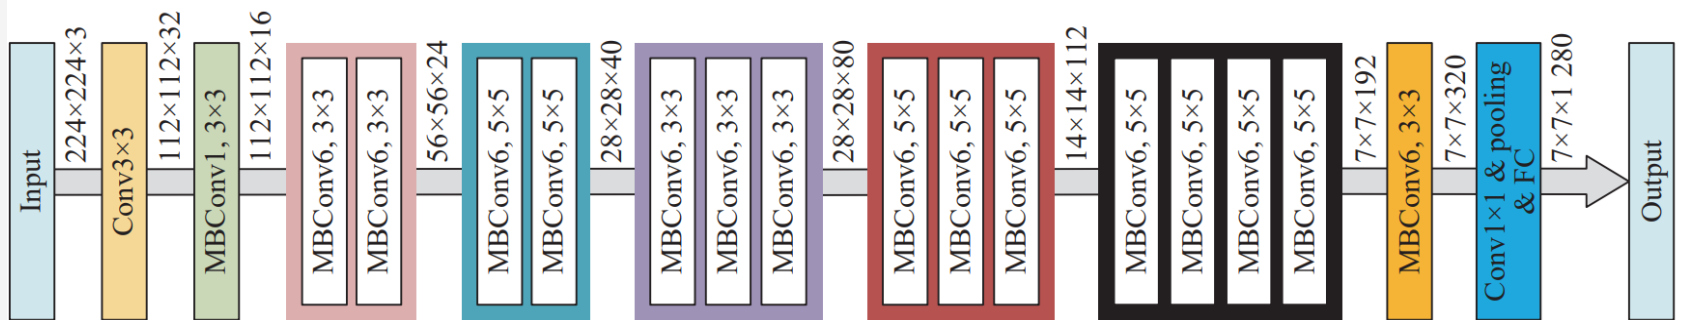 Input
224×224×3
Conv3×3
112×112×32
MBConv1, 3×3
112×112×16
MBConv6, 3×3
MBConv6, 3×3
56×56×24
MBConv6, 5×5
MBConv6, 5×5
28×28×40
MBConv6, 3×3
MBConv6, 3×3
MBConv6, 3×3
28×28×80
MBConv6, 5×5
MBConv6, 5×5
MBConv6, 5×5
14×14×112
MBConv6, 5×5
MBConv6, 5×5
MBConv6, 5×5
MBConv6, 5×5
7×7×192
MBConv6, 3×3
7×7×320
Conv1×1 & pooling
& FC
7×7×1 280
Output